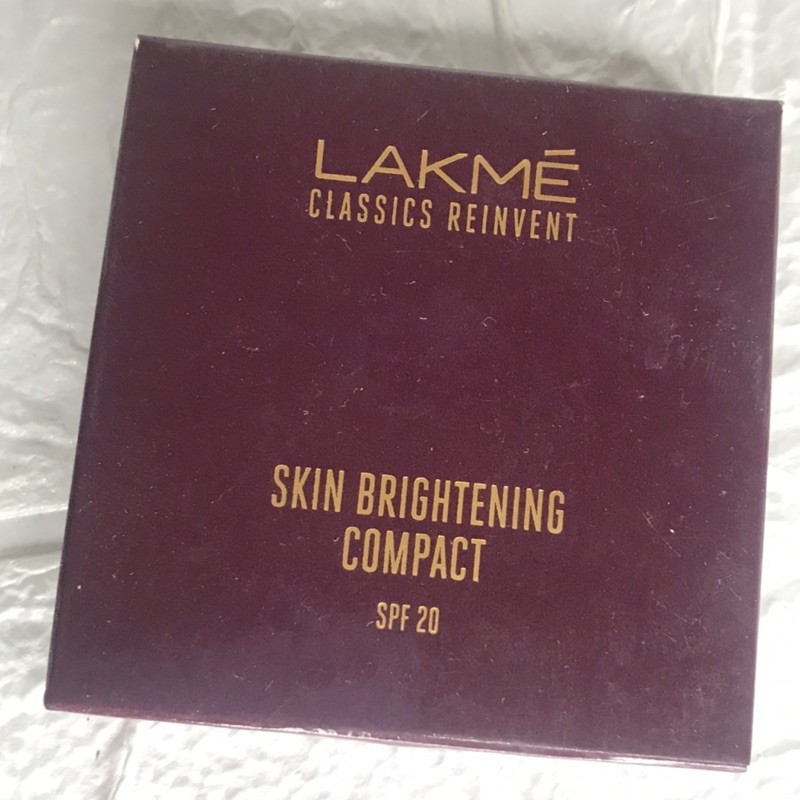 LAKMÉ
CLASSICS REINVENT
SKIN BRIGHTENING
COMPACT
SPF 20